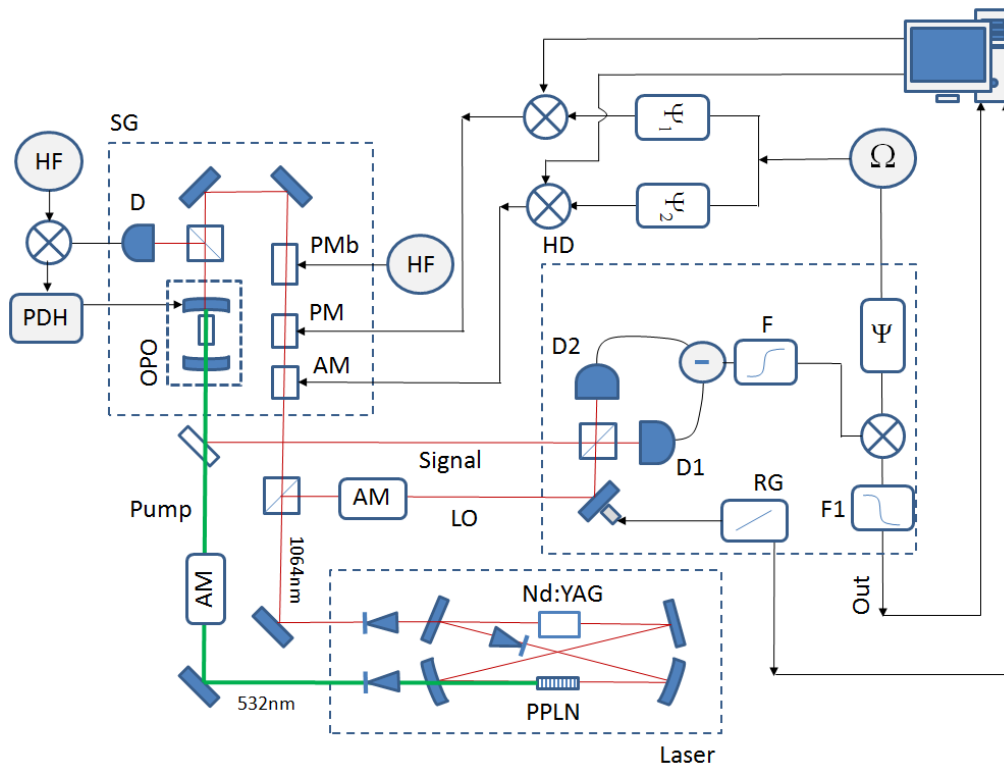 SG
HF
D
PMb
HF
PM
AM
PDH
OPO
Ψ1
Ψ2
HD
Ω
Ψ
D2
F
D1
RG
F1
Signal
AM
LO
Pump
1064nm
AM
Out
Nd:YAG
532nm
PPLN
Laser